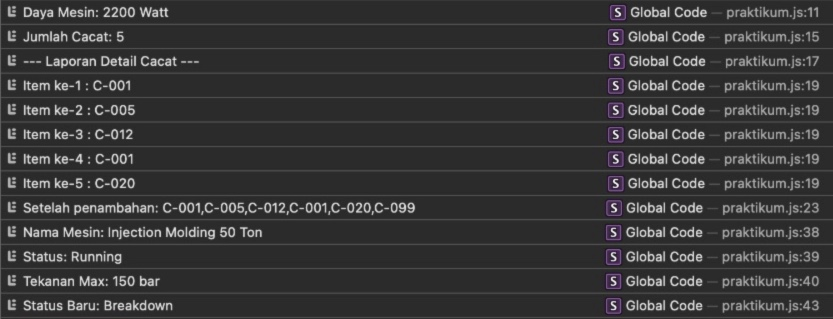 Daya Mesin: 2200 Watt S Global Code — praktikum.js:11
Jumlah Cacat: 5 S Global Code — praktikum.js:15
--- Laporan Detail Cacat --- S Global Code — praktikum.js:17
Item ke-1 : C-001 S Global Code — praktikum.js:19
Item ke-2 : C-005 S Global Code — praktikum.js:19
Item ke-3 : C-012 S Global Code — praktikum.js:19
Item ke-4 : C-001 S Global Code — praktikum.js:19
Item ke-5 : C-020 S Global Code — praktikum.js:19
Setelah penambahan: C-001,C-005,C-012,C-001,C-020,C-099 S Global Code — praktikum.js:23
Nama Mesin: Injection Molding 50 Ton S Global Code — praktikum.js:38
Status: Running S Global Code — praktikum.js:39
Tekanan Max: 150 bar S Global Code — praktikum.js:40
Status Baru: Breakdown S Global Code — praktikum.js:43